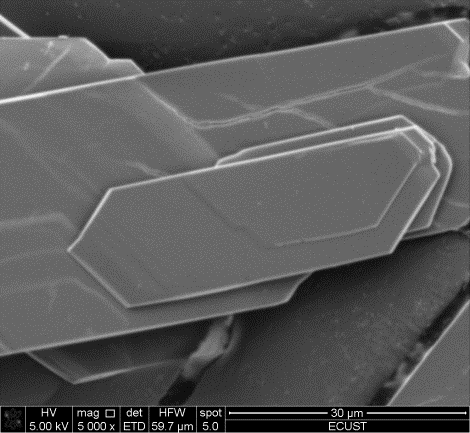 HV mag □ det HFW spot 30 µm
5.00 kV 5 000 x ETD 59.7 µm 5.0 ECUST